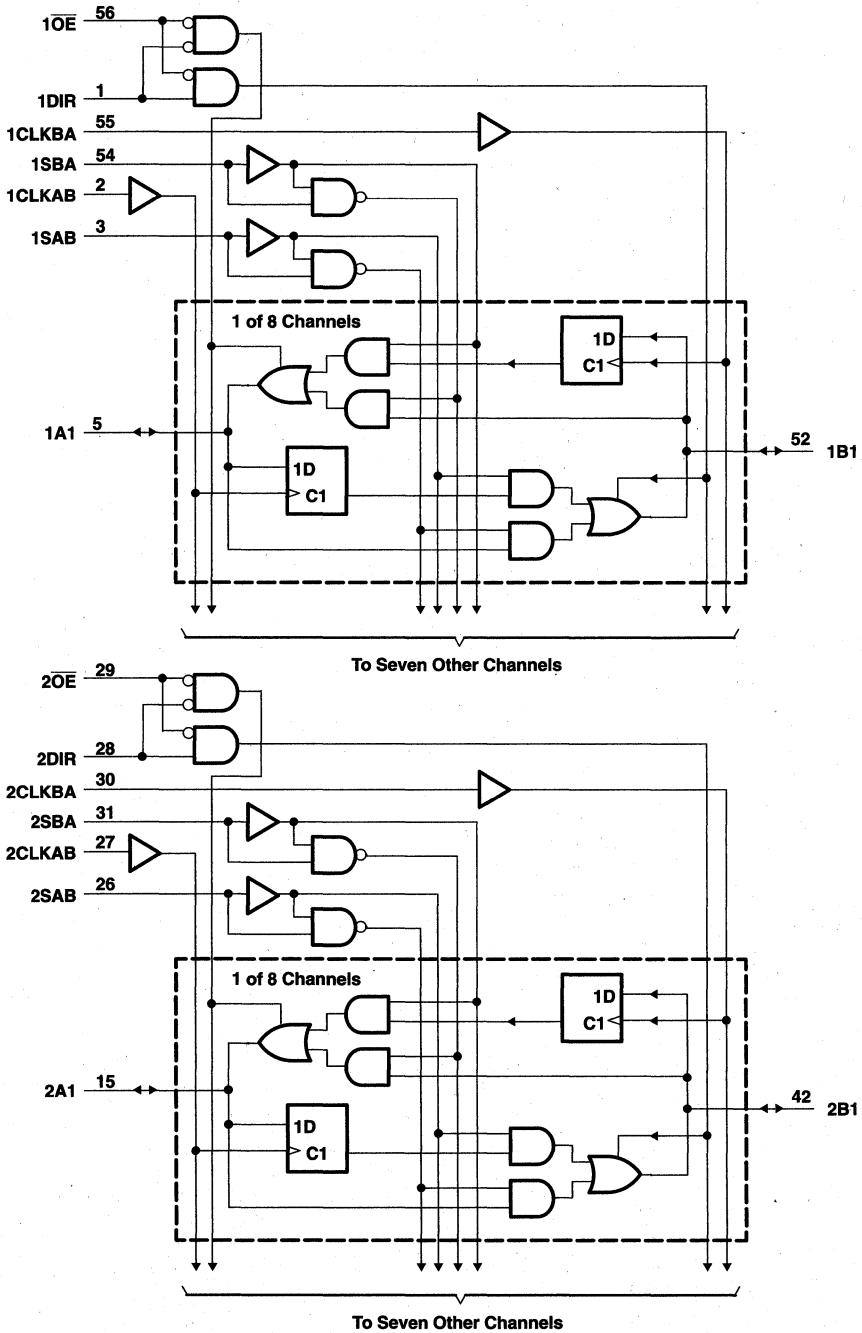 1O̅E̅ 56
1DIR 1
1CLKBA 55
1SBA 54
1CLKAB 2
1SAB 3
1 of 8 Channels
1D
C1
1A1 5
52 1B1
1D
C1
To Seven Other Channels
2O̅E̅ 29
2DIR 28
2CLKBA 30
2SBA 31
2CLKAB 27
2SAB 26
1 of 8 Channels
1D
C1
2A1 15
42 2B1
1D
C1
To Seven Other Channels